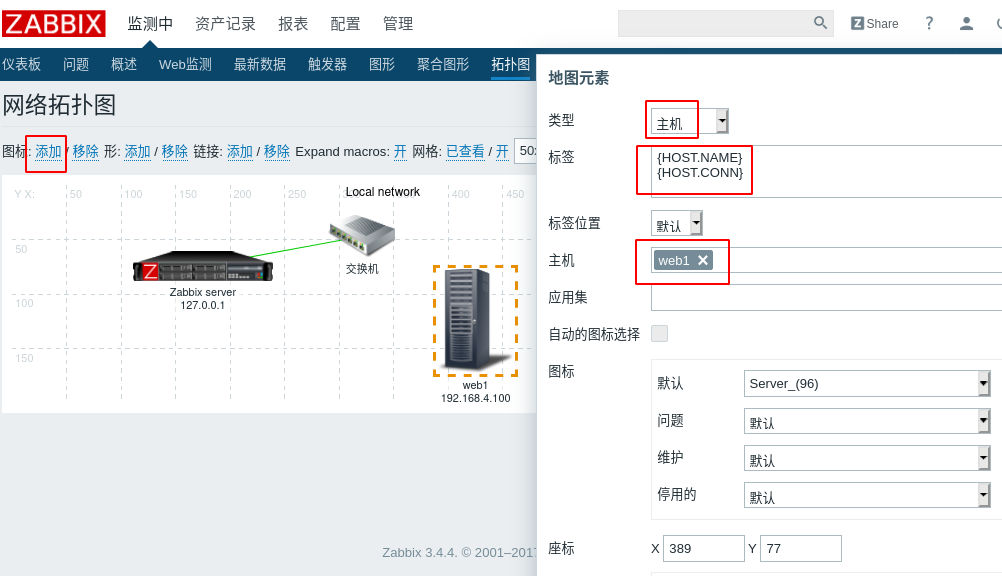 ZABBIX 监测中 资产记录 报表 配置 管理 Z Share ?
仪表板 问题 概述 Web监测 最新数据 触发器 图形 聚合图形 拓扑图
网络拓扑图
图标: 添加 / 移除 形: 添加 / 移除 链接: 添加 / 移除 Expand macros: 开 网格: 已查看 / 开
Y X: 50 100 150 200 250 400 450
Local network
50
交换机
Z
Zabbix server
127.0.0.1
100
150
web1
192.168.4.100
Zabbix 3.4.4. © 2001–2017
地图元素
类型 主机
标签 {HOST.NAME}
{HOST.CONN}
标签位置 默认
主机 web1 ✕
应用集
自动的图标选择
图标
默认 Server_(96)
问题 默认
维护 默认
停用的 默认
座标 X 389 Y 77